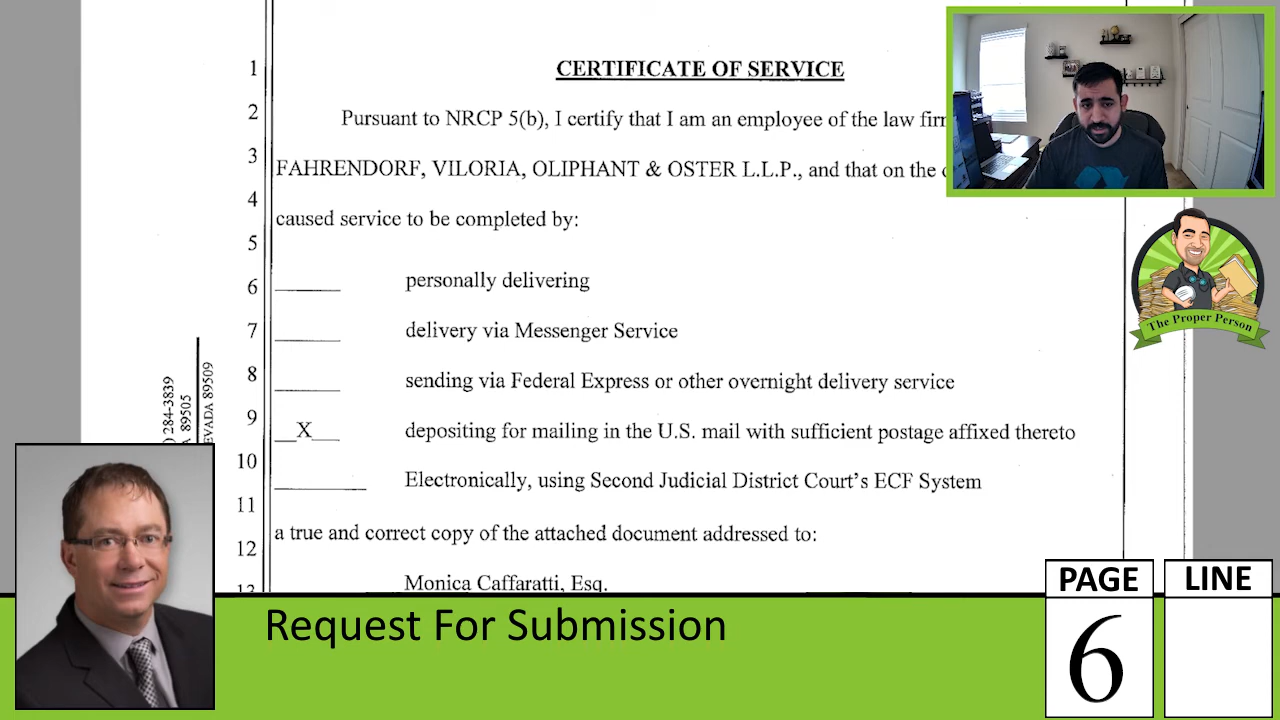 CERTIFICATE OF SERVICE
1
2
3
4
5
6
7
8
9
10
11
12
Pursuant to NRCP 5(b), I certify that I am an employee of the law
FAHRENDORF, VILORIA, OLIPHANT & OSTER L.L.P., and that on the
caused service to be completed by:
personally delivering
delivery via Messenger Service
sending via Federal Express or other overnight delivery service
X depositing for mailing in the U.S. mail with sufficient postage affixed thereto
Electronically, using Second Judicial District Court's ECF System
a true and correct copy of the attached document addressed to:
Monica Caffaratti, Esq.
) 284-3839
89505
89509
The Proper Person
Request For Submission
PAGE
6
LINE